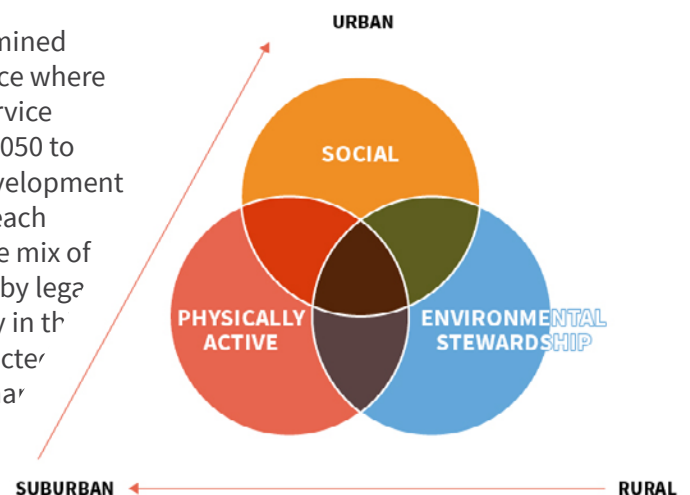 URBAN
mined
ce where
rvice
050 to
velopment
each
e mix of
by lega
y in th
SOCIAL
PHYSICALLY
ACTIVE
ENVIRONMENTAL
STEWARDSHIP
SUBURBAN
RURAL